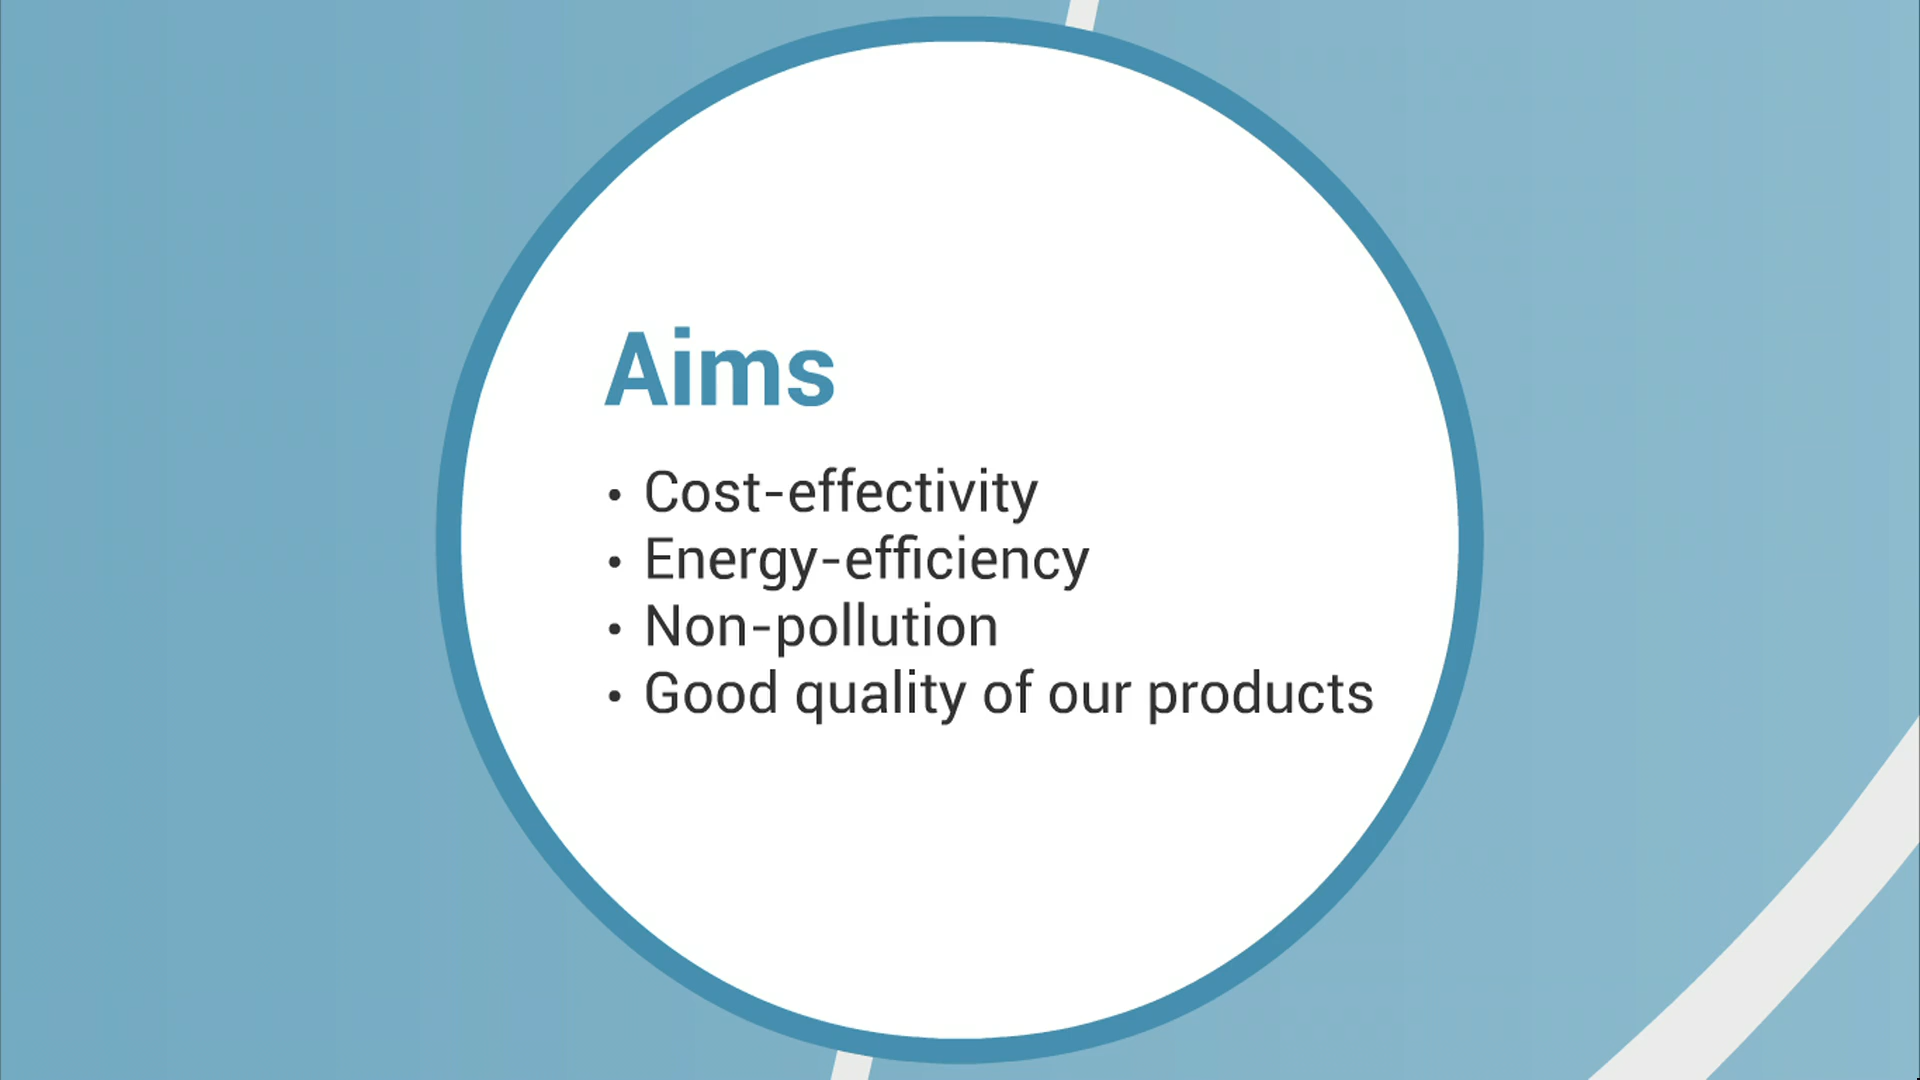 Aims
• Cost-effectivity
• Energy-efficiency
• Non-pollution
• Good quality of our products